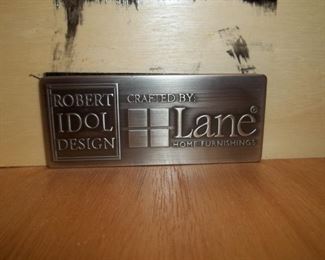 ROBERT
IDOL
DESIGN
CRAFTED BY:
Lane®
HOME FURNISHINGS